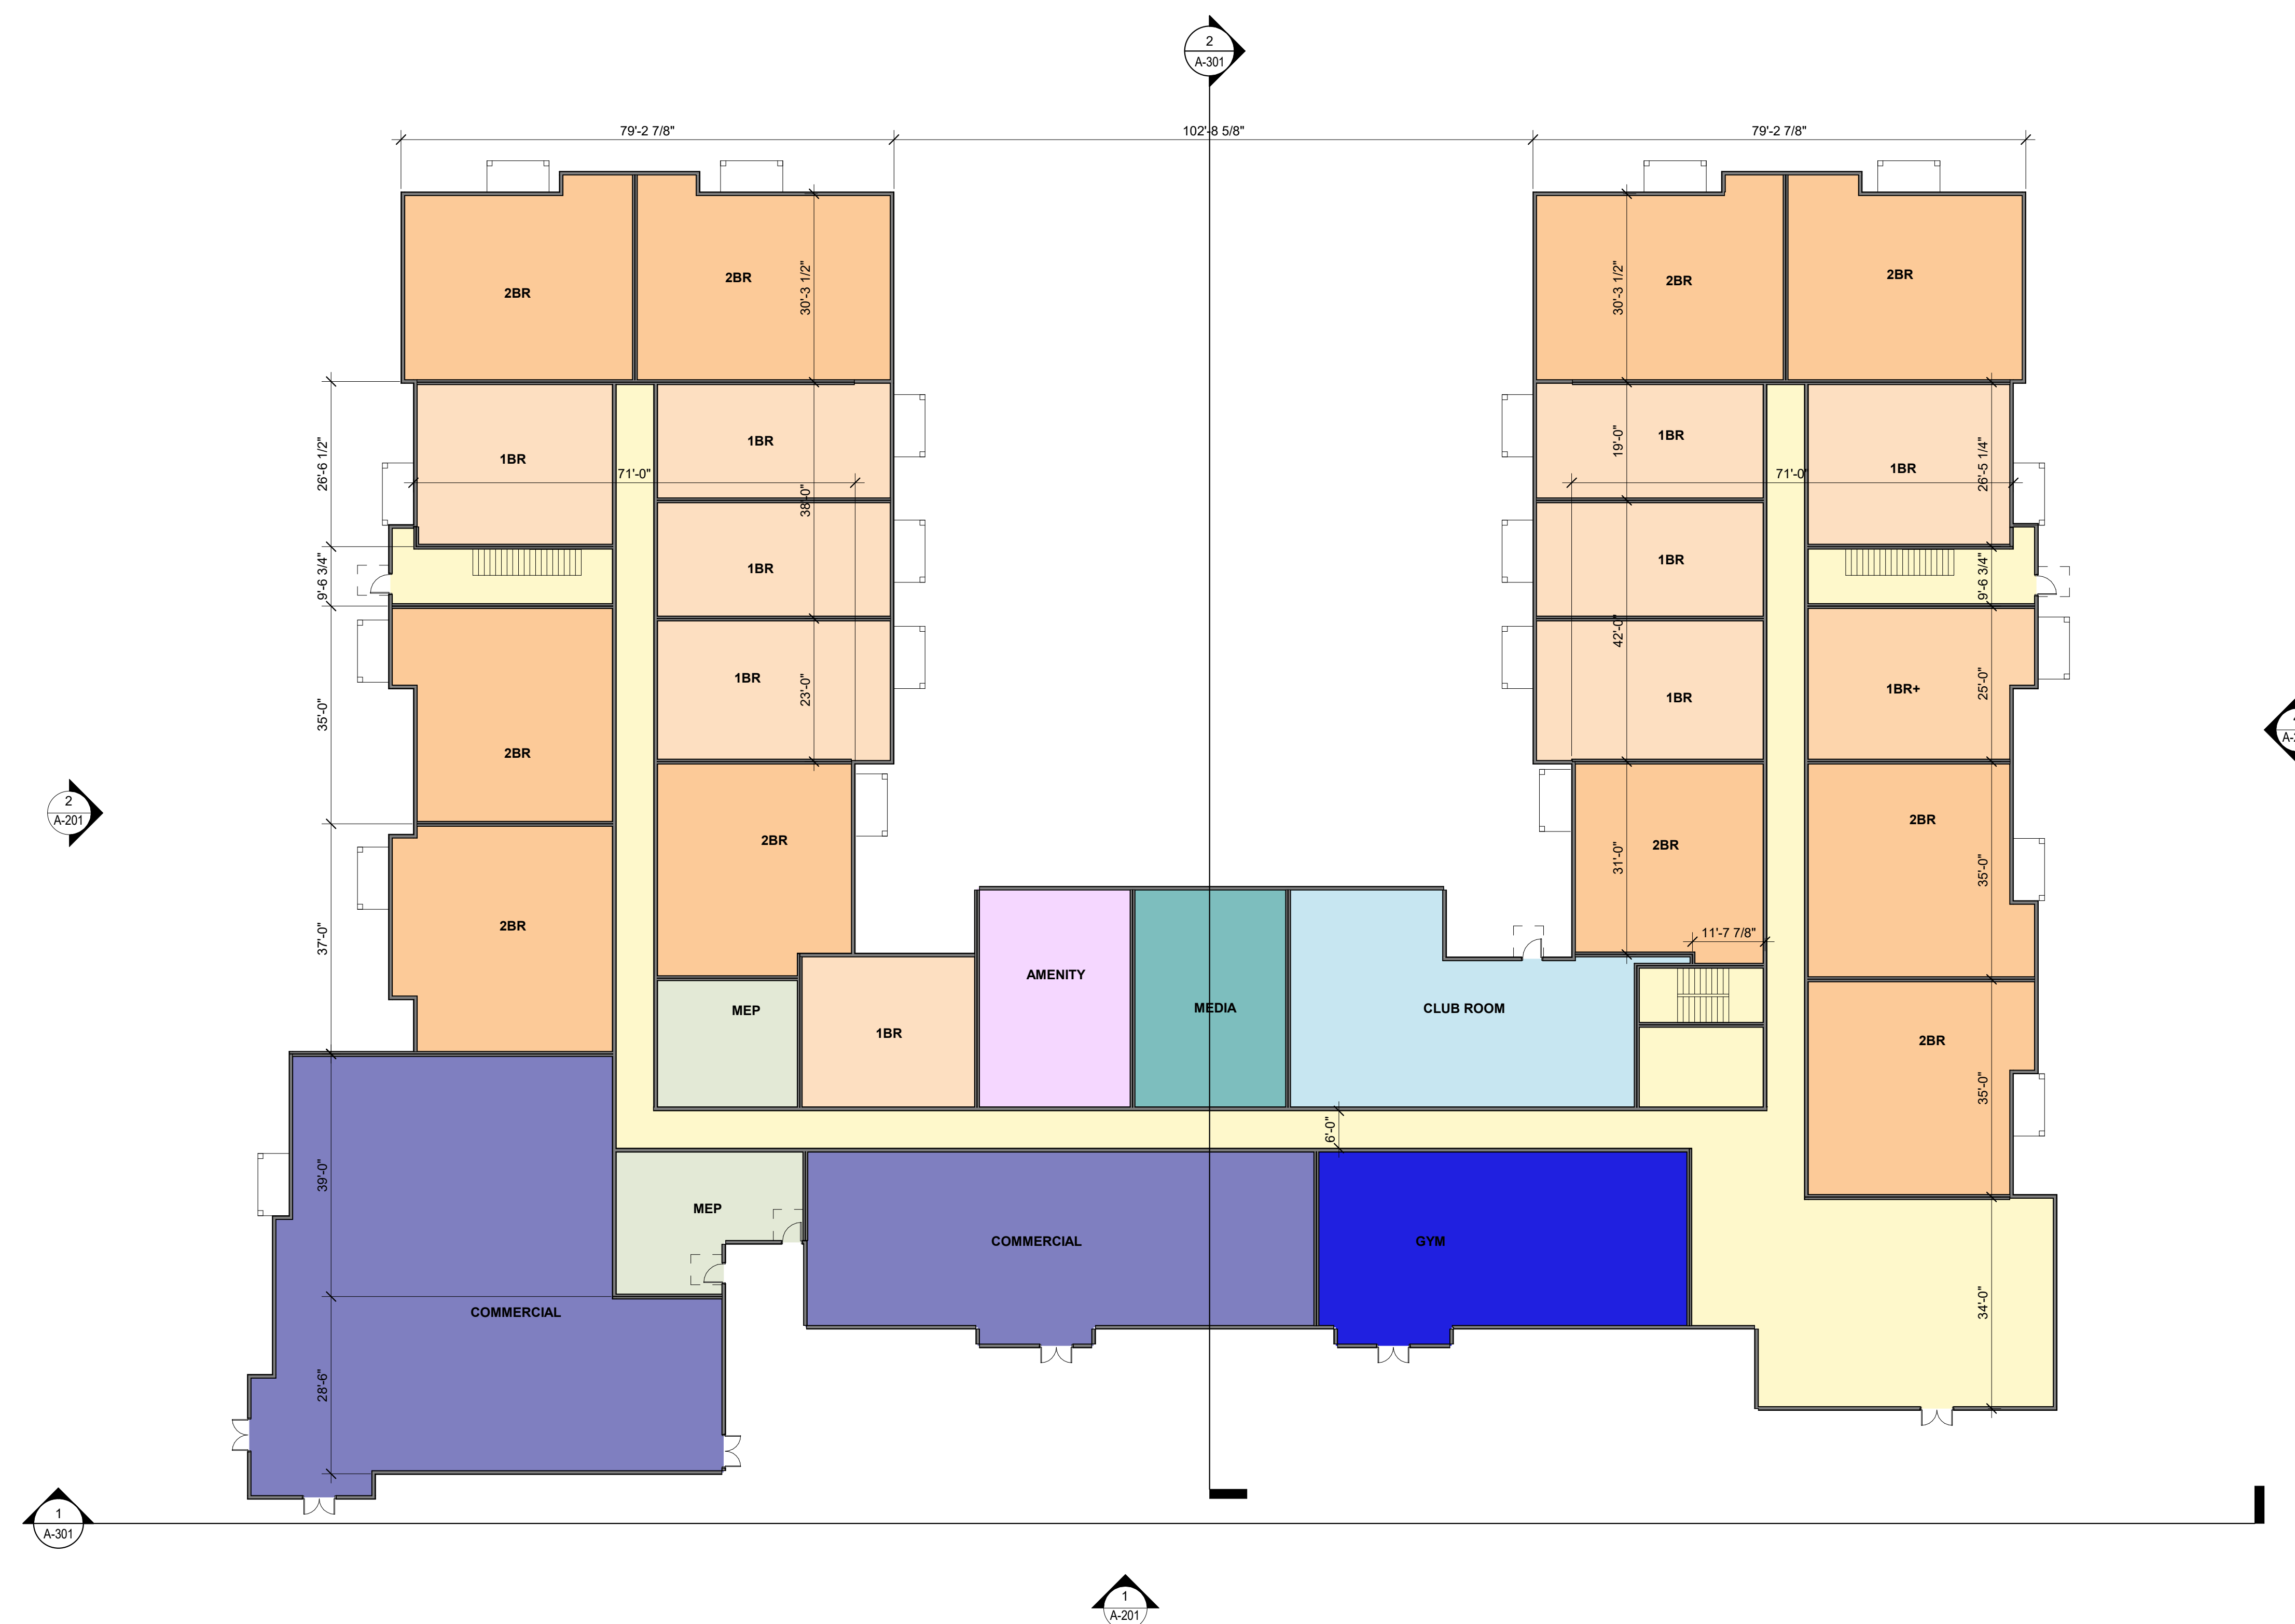 2
A-301
79'-2 7/8"
102'-8 5/8"
79'-2 7/8"
2BR
2BR
30'-3 1/2"
30'-3 1/2"
2BR
2BR
26'-6 1/2"
1BR
1BR
71'-0"
38'-0"
19'-0"
1BR
71'-0"
1BR
26'-5 1/4"
9'-6 3/4"
1BR
1BR
9'-6 3/4"
42'-0"
35'-0"
2BR
1BR
23'-0"
1BR
1BR+
25'-0"
2
A-201
2BR
31'-0"
2BR
2BR
35'-0"
37'-0"
2BR
11'-7 7/8"
AMENITY
MEP
1BR
MEDIA
CLUB ROOM
2BR
35'-0"
6'-0"
39'-0"
MEP
COMMERCIAL
GYM
COMMERCIAL
34'-0"
28'-6"
1
A-301
1
A-201